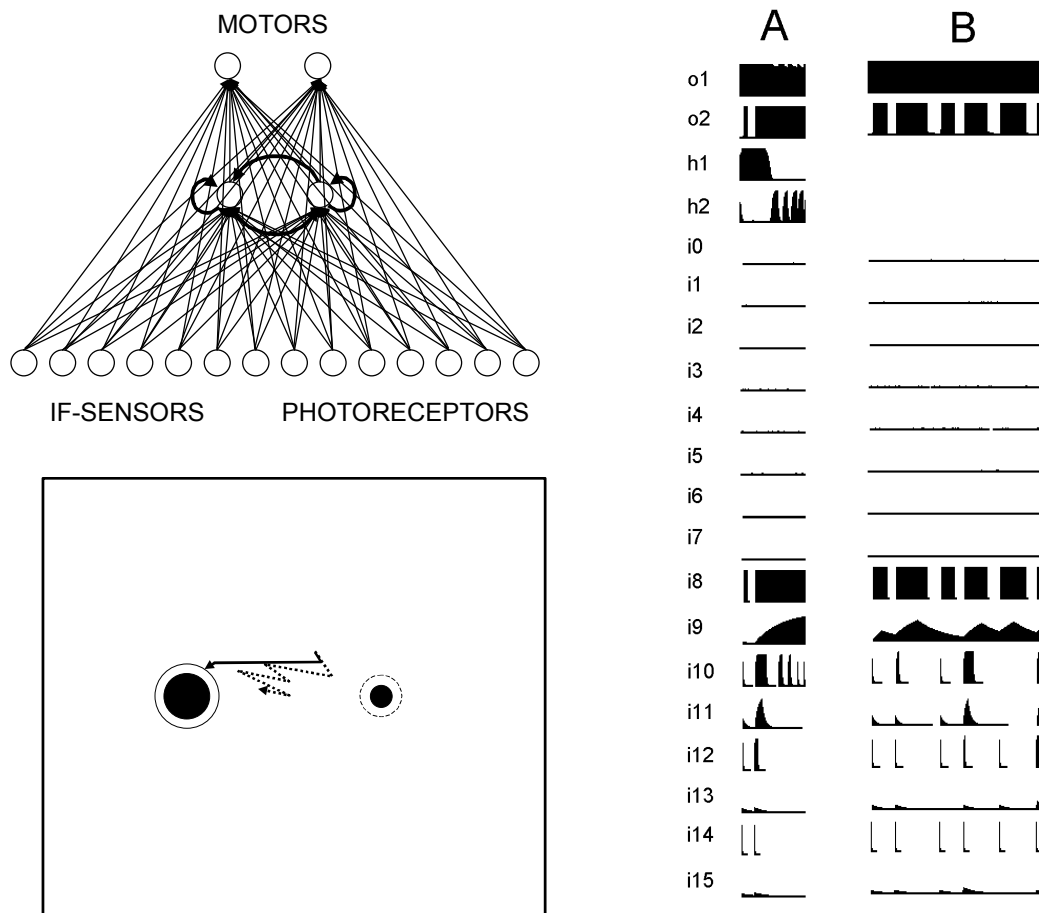 MOTORS
IF-SENSORS PHOTORECEPTORS
A B
o1
o2
h1
h2
i0
i1
i2
i3
i4
i5
i6
i7
i8
i9
i10
i11
i12
i13
i14
i15